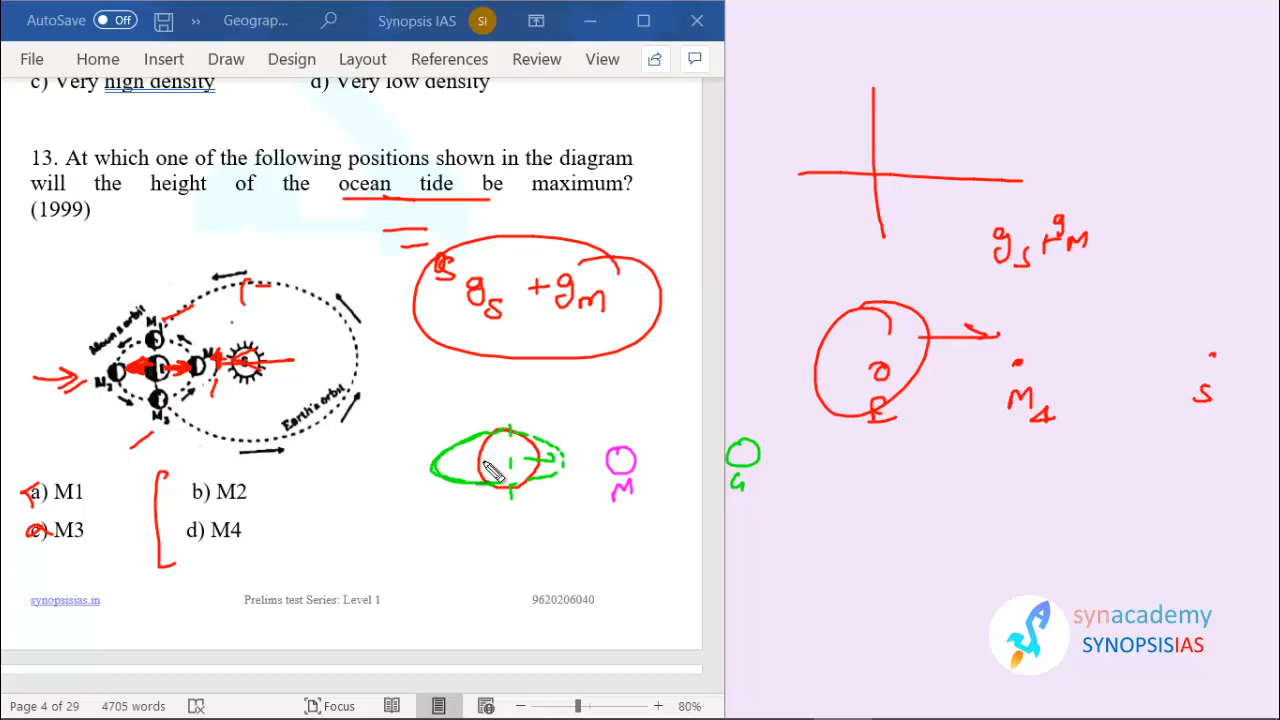 AutoSave Off Geograp... Synopsis IAS SI
File Home Insert Draw Design Layout References Review View
c) Very high density d) Very low density
13. At which one of the following positions shown in the diagram
will the height of the ocean tide be maximum?
(1999)
gs + gm
gs + gM
Moon's orbit
M
M2
M3
Earth's orbit
E
M4
S
M
a) M1 b) M2
c) M3 d) M4
synopsisias.in Prelims test Series: Level 1 9620206040
synacademy
SYNOPSISIAS
Page 4 of 29 4705 words Focus 80%